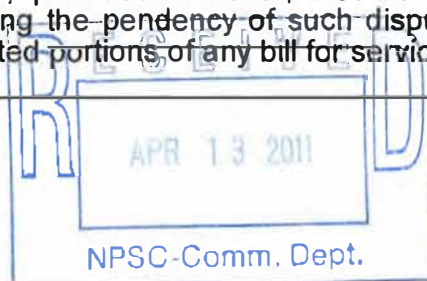 ng the pendency of such disp
ted portions of any bill for servic
RECEIVED
APR 13 2011
NPSC-Comm. Dept.